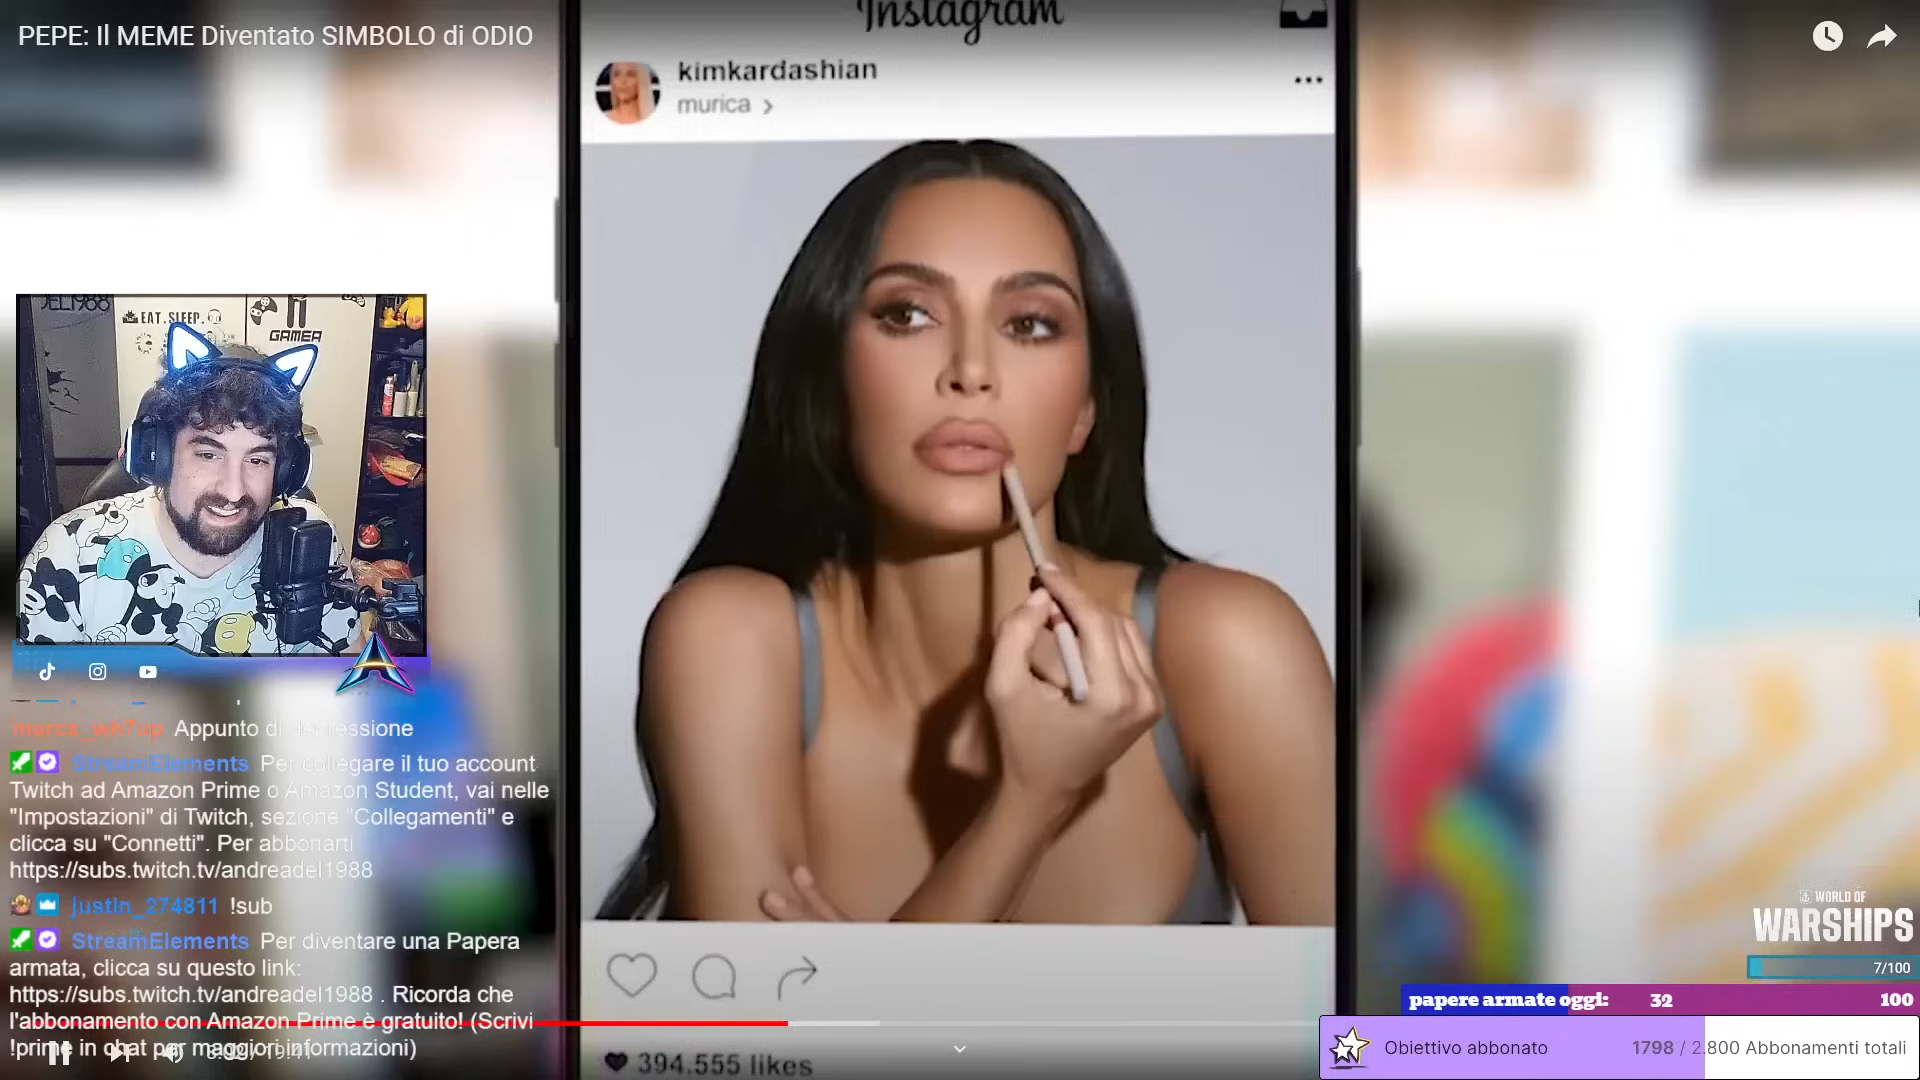 PEPE: Il MEME Diventato SIMBOLO di ODIO
Instagram
kimkardashian
murica >
JEL1988
EAT.SLEEP.
GAMER
marcx_wh7up Appunto di depressione
StreamElements Per collegare il tuo account
Twitch ad Amazon Prime o Amazon Student, vai nelle
"Impostazioni" di Twitch, sezione "Collegamenti" e
clicca su "Connetti". Per abbonarti
https://subs.twitch.tv/andreadel1988
justin_274811 !sub
StreamElements Per diventare una Papera
armata, clicca su questo link:
https://subs.twitch.tv/andreadel1988 . Ricorda che
l'abbonamento con Amazon Prime è gratuito! (Scrivi
!prime in chat per maggiori informazioni)
394.555 likes
WORLD OF
WARSHIPS
7/100
papere armate oggi: 32 100
Obiettivo abbonato 1798 / 2.800 Abbonamenti totali